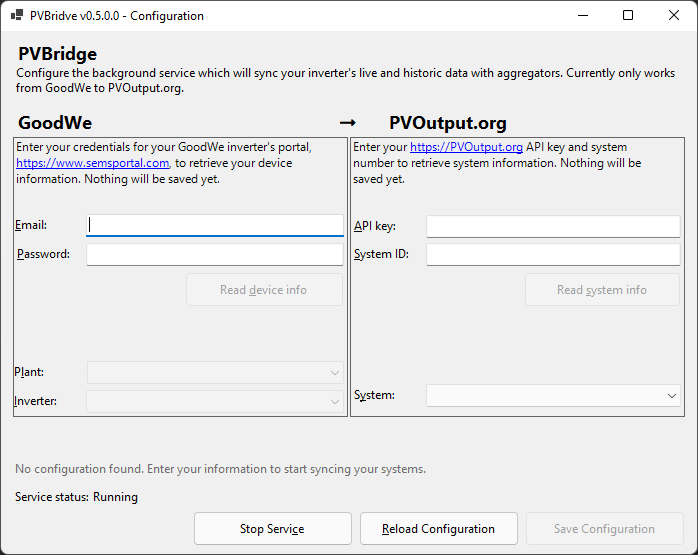 PVBridve v0.5.0.0 - Configuration
PVBridge
Configure the background service which will sync your inverter's live and historic data with aggregators. Currently only works
from GoodWe to PVOutput.org.
GoodWe → PVOutput.org
Enter your credentials for your GoodWe inverter's portal,
https://www.semsportal.com, to retrieve your device
information. Nothing will be saved yet.
Email:
Password:
Read device info
Plant:
Inverter:
Enter your https://PVOutput.org API key and system
number to retrieve system information. Nothing will be
saved yet.
API key:
System ID:
Read system info
System:
No configuration found. Enter your information to start syncing your systems.
Service status: Running
Stop Service
Reload Configuration
Save Configuration